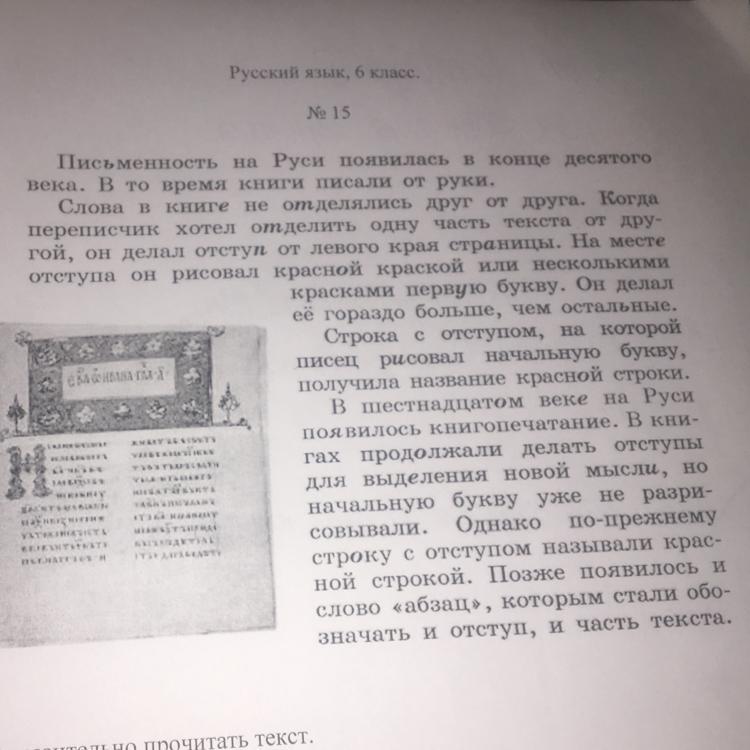 Русский язык, 6 класс.
№ 15
Письменность на Руси появилась в конце десятого
века. В то время книги писали от руки.
Слова в книге не отделялись друг от друга. Когда
переписчик хотел отделить одну часть текста от дру-
гой, он делал отступ от левого края страницы. На месте
отступа он рисовал красной краской или несколькими
красками первую букву. Он делал
её гораздо больше, чем остальные.
Строка с отступом, на которой
писец рисовал начальную букву,
получила название красной строки.
В шестнадцатом веке на Руси
появилось книгопечатание. В кни-
гах продолжали делать отступы
для выделения новой мысли, но
начальную букву уже не разри-
совывали. Однако по-прежнему
строку с отступом называли крас-
ной строкой. Позже появилось и
слово «абзац», которым стали обо-
значать и отступ, и часть текста.
прочитать текст.